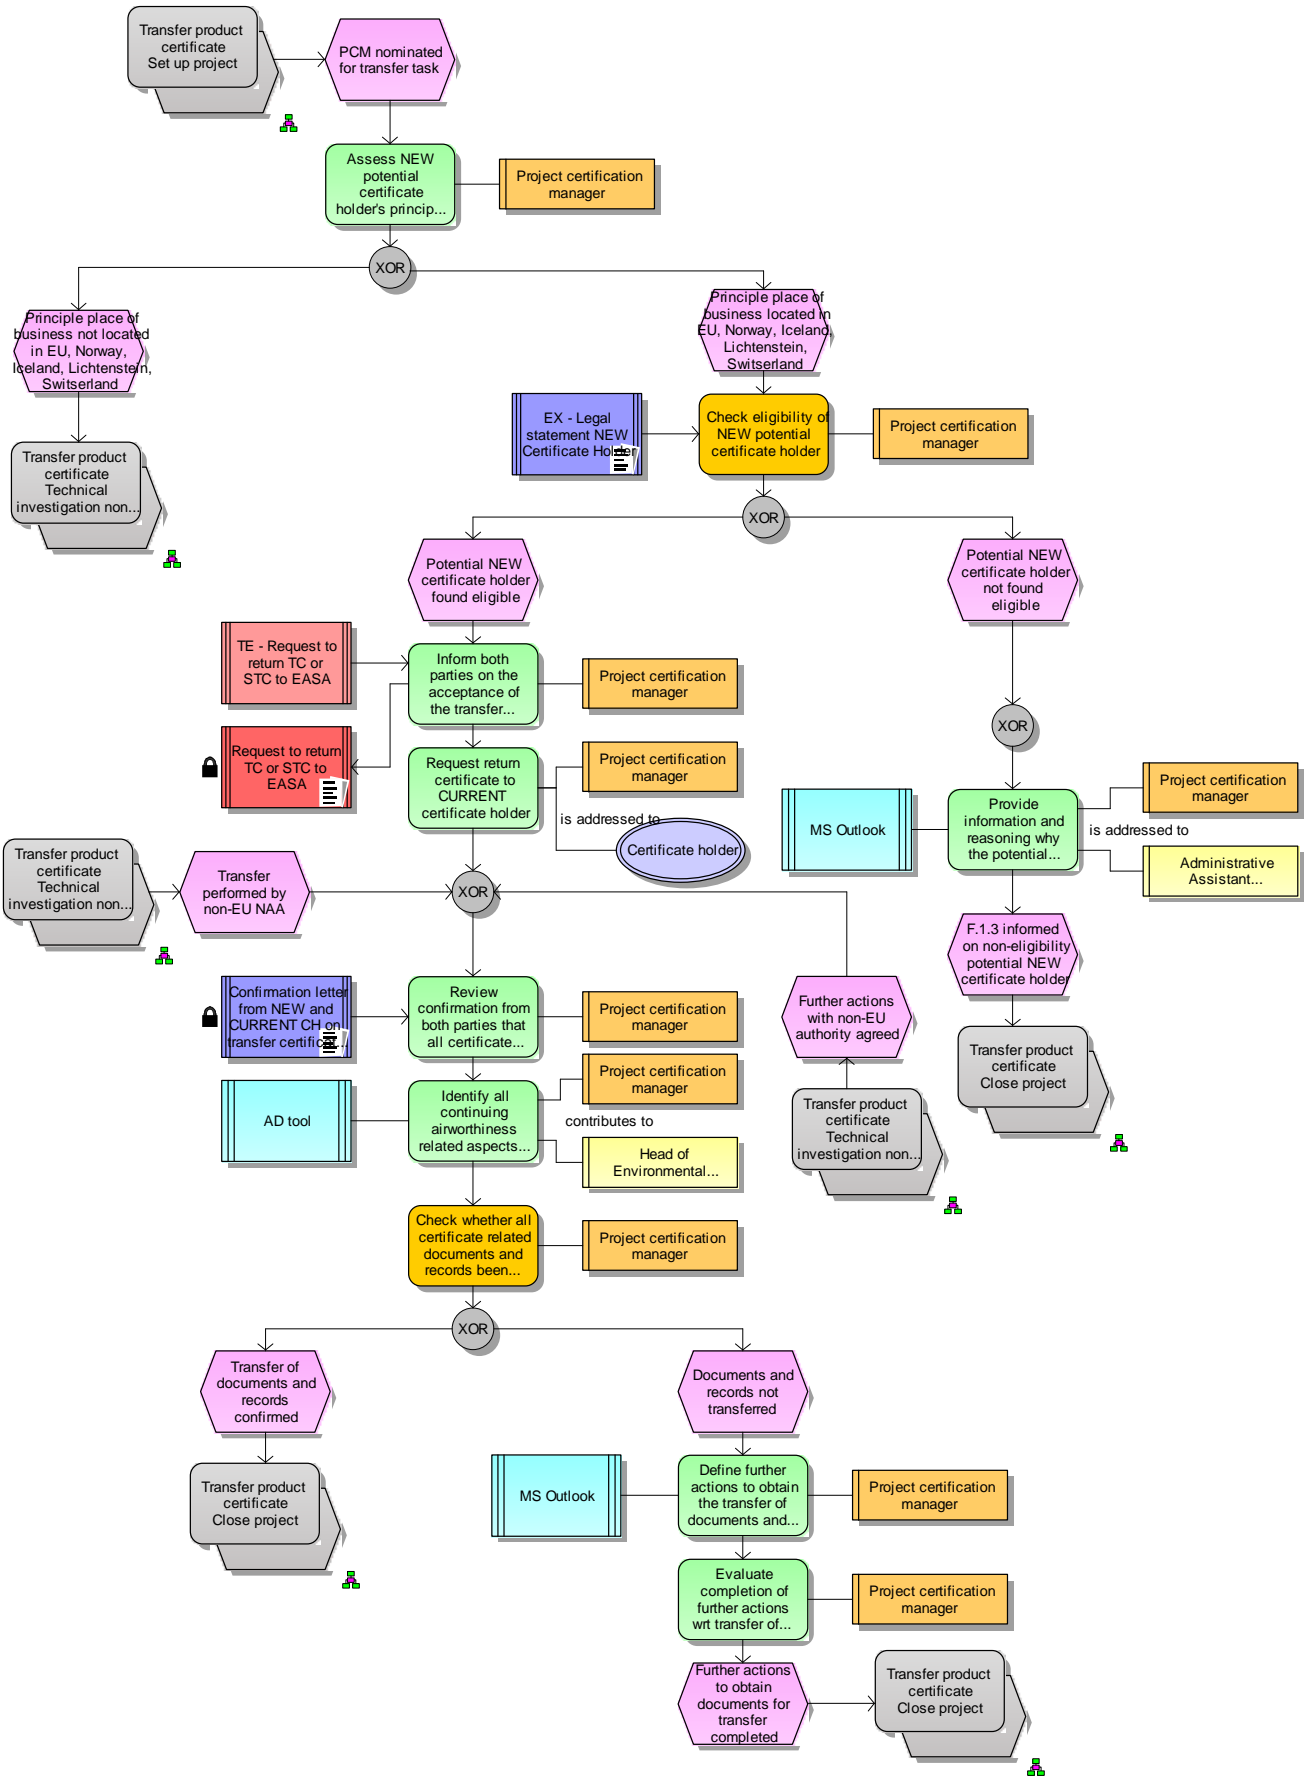 Transfer product
certificate
Set up project
PCM nominated
for transfer task
Assess NEW
potential
certificate
holder's princip...
Project certification
manager
XOR
Principle place of
business not located
in EU, Norway,
Iceland, Lichtenstein,
Switserland
Principle place of
business located in
EU, Norway, Iceland,
Lichtenstein,
Switserland
Transfer product
certificate
Technical
investigation non...
EX - Legal
statement NEW
Certificate Holder
Check eligibility of
NEW potential
certificate holder
Project certification
manager
XOR
Potential NEW
certificate holder
found eligible
Potential NEW
certificate holder
not found
eligible
TE - Request to
return TC or
STC to EASA
Inform both
parties on the
acceptance of
the transfer...
Project certification
manager
XOR
Request to return
TC or STC to
EASA
Request return
certificate to
CURRENT
certificate holder
Project certification
manager
is addressed to
Certificate holder
MS Outlook
Provide
information and
reasoning why
the potential...
Project certification
manager
is addressed to
Administrative
Assistant...
Transfer product
certificate
Technical
investigation non...
Transfer
performed by
non-EU NAA
XOR
F.1.3 informed
on non-eligibility
potential NEW
certificate holder
Confirmation letter
from NEW and
CURRENT CH on
transfer certificat...
Review
confirmation from
both parties that
all certificate...
Project certification
manager
Further actions
with non-EU
authority agreed
Transfer product
certificate
Close project
AD tool
Identify all
continuing
airworthiness
related aspects...
Project certification
manager
contributes to
Head of
Environmental...
Transfer product
certificate
Technical
investigation non...
Check whether all
certificate related
documents and
records been...
Project certification
manager
XOR
Transfer of
documents and
records
confirmed
Documents and
records not
transferred
Transfer product
certificate
Close project
MS Outlook
Define further
actions to obtain
the transfer of
documents and...
Project certification
manager
Evaluate
completion of
further actions
wrt transfer of...
Project certification
manager
Further actions
to obtain
documents for
transfer
completed
Transfer product
certificate
Close project